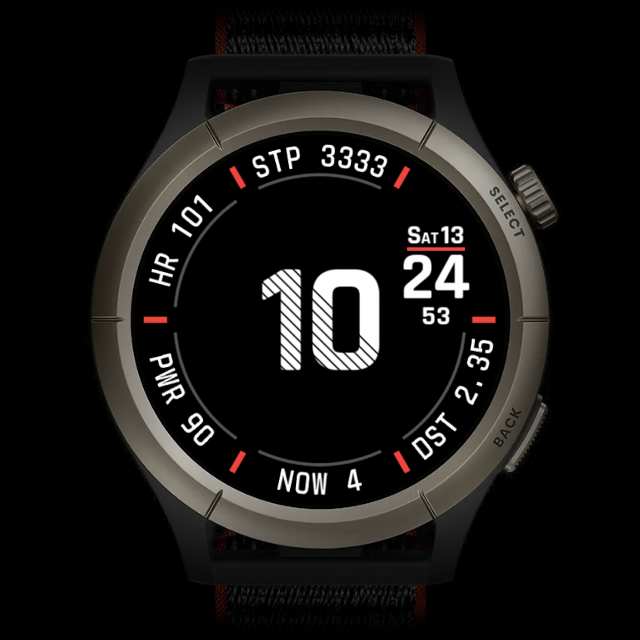 STP 3333
HR 101
SELECT
SAT13
10
24
53
PWR 90
DST 2.35
BACK
NOW 4